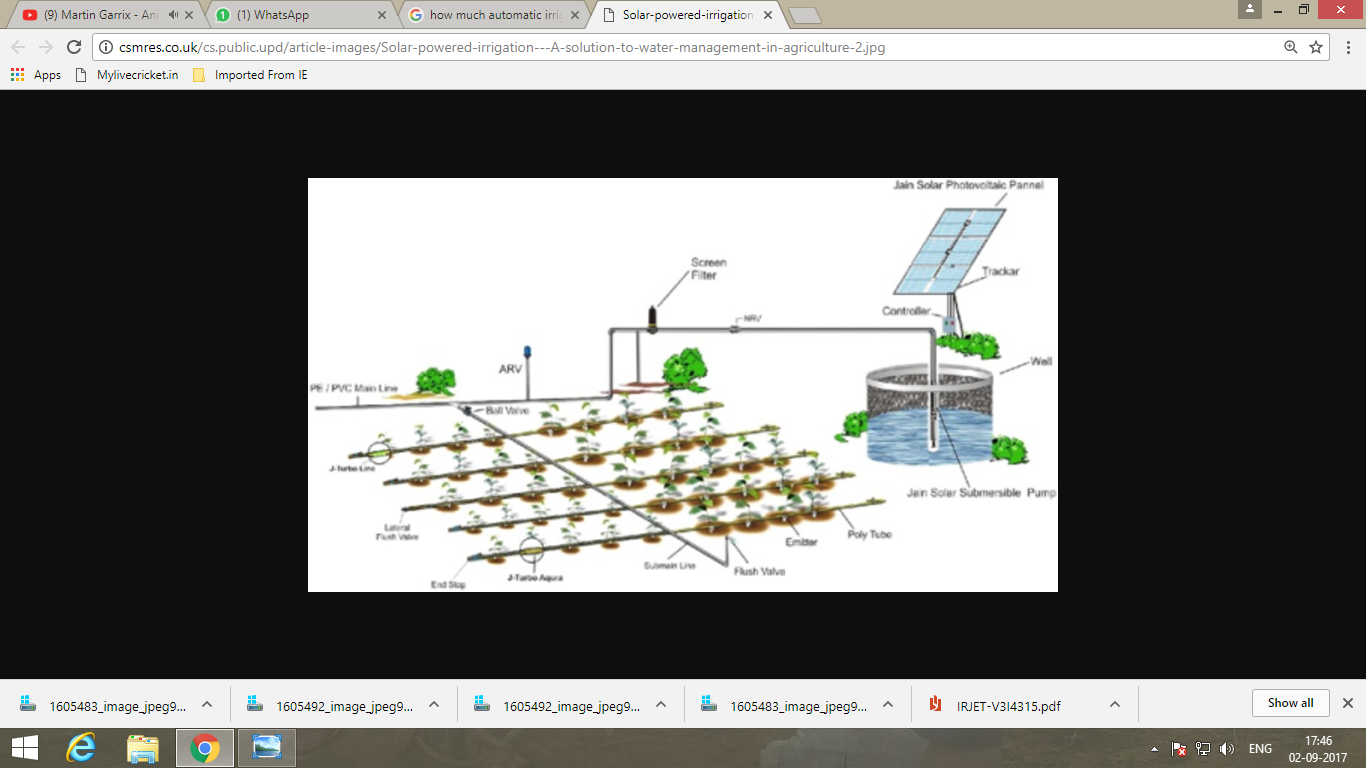 (9) Martin Garrix - Ani
(1) WhatsApp
how much automatic irri
Solar-powered-irrigation
csmres.co.uk/cs.public.upd/article-images/Solar-powered-irrigation---A-solution-to-water-management-in-agriculture-2.jpg
Apps
Mylivecricket.in
Imported From IE
Jain Solar Photovoltaic Pannel
Screen
Filter
Trackar
Controller
NRV
Well
ARV
PE / PVC Main Line
Ball Valve
J-Turbo Line
Jain Solar Submersible Pump
Lateral
Flush Valve
Poly Tube
Emitter
Submain Line
Flush Valve
J-Turbo Aqura
End Stop
1605483_image_jpeg9...
1605492_image_jpeg9...
1605492_image_jpeg9...
1605483_image_jpeg9...
IRJET-V3I4315.pdf
Show all
ENG
17:46
02-09-2017